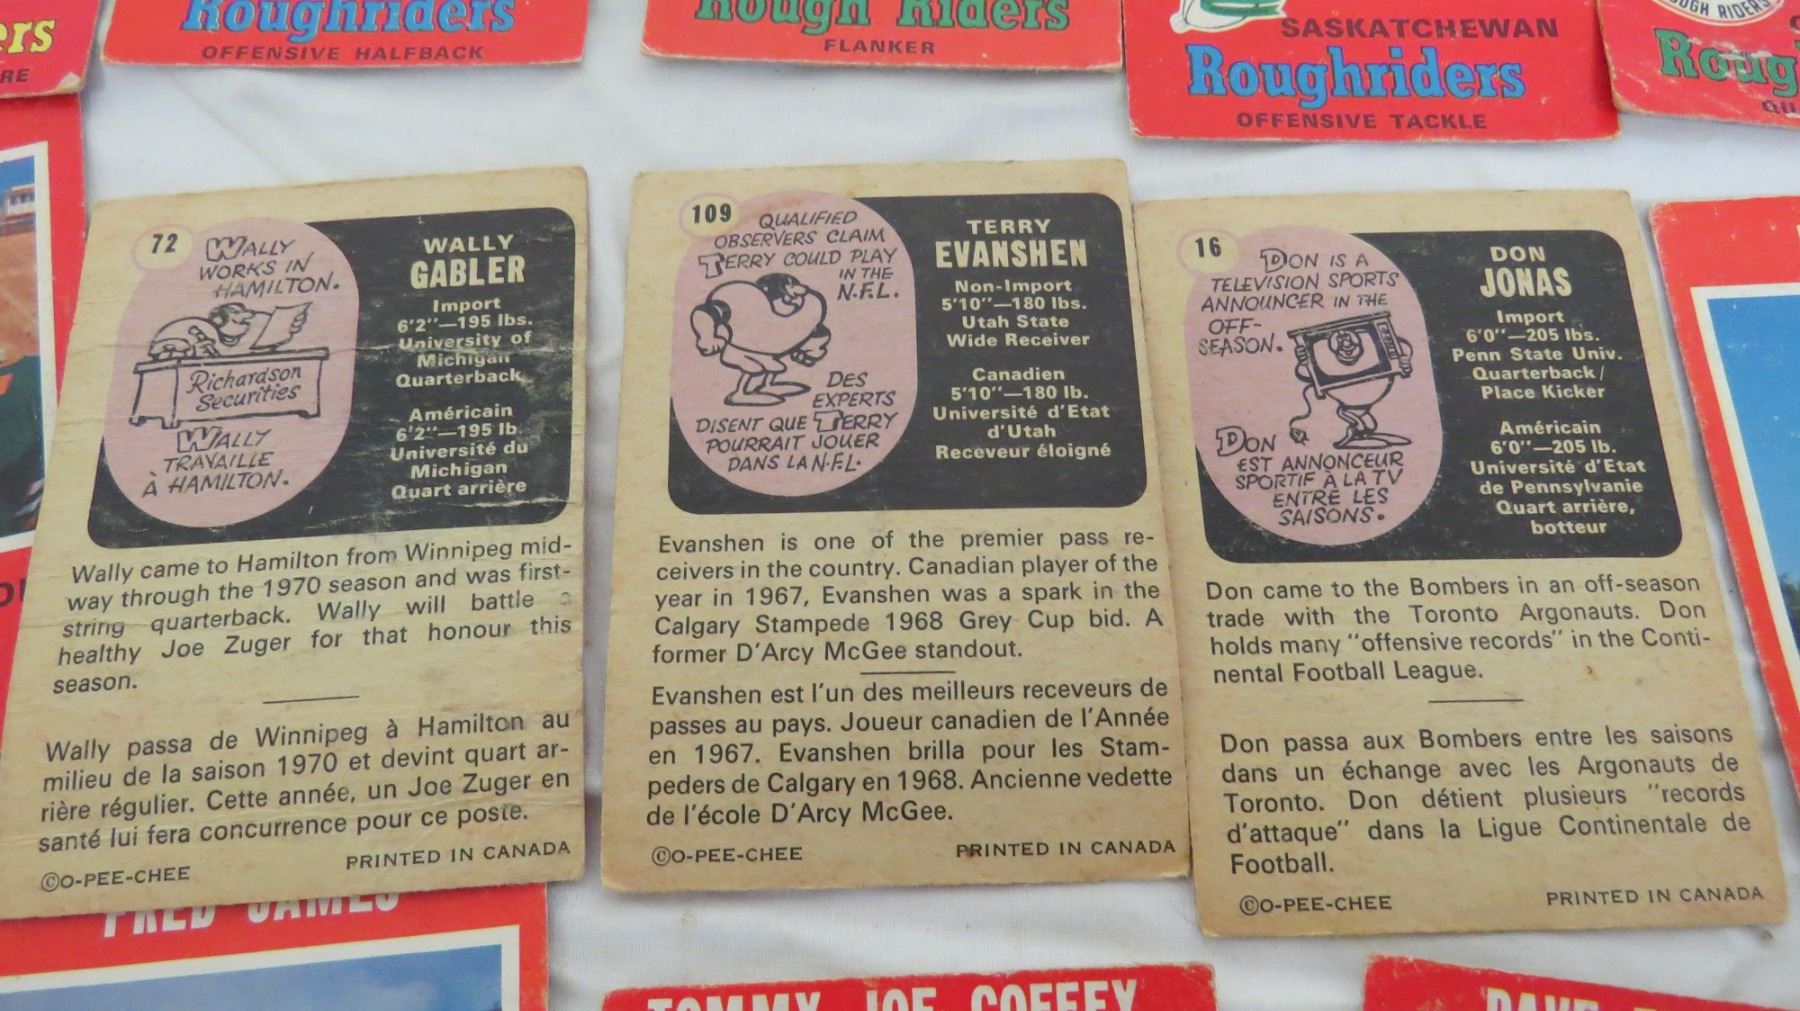 ers
RE
Roughriders
OFFENSIVE HALFBACK
Rough Riders
FLANKER
SASKATCHEWAN
Roughriders
OFFENSIVE TACKLE
OUGH RIDERS
Roug
QU
72
WALLY
WORKS IN
HAMILTON.
Richardson
Securities
WALLY
TRAVAILLE
À HAMILTON.
WALLY
GABLER
Import
6'2"—195 lbs.
University of
Michigan
Quarterback
Américain
6'2"—195 lb.
Université du
Michigan
Quart arrière
Wally came to Hamilton from Winnipeg mid-
way through the 1970 season and was first-
string quarterback. Wally will battle a
healthy Joe Zuger for that honour this
season.
Wally passa de Winnipeg à Hamilton au
milieu de la saison 1970 et devint quart ar-
rière régulier. Cette année, un Joe Zuger en
santé lui fera concurrence pour ce poste.
©O-PEE-CHEE PRINTED IN CANADA
109
QUALIFIED
OBSERVERS CLAIM
TERRY COULD PLAY
IN THE
N.F.L.
DES
EXPERTS
DISENT QUE TERRY
POURRAIT JOUER
DANS LA N.F.L.
TERRY
EVANSHEN
Non-Import
5'10"—180 lbs.
Utah State
Wide Receiver
Canadien
5'10"—180 lb.
Université d'Etat
d'Utah
Receveur éloigné
Evanshen is one of the premier pass re-
ceivers in the country. Canadian player of the
year in 1967, Evanshen was a spark in the
Calgary Stampede 1968 Grey Cup bid. A
former D'Arcy McGee standout.
Evanshen est l'un des meilleurs receveurs de
passes au pays. Joueur canadien de l'Année
en 1967. Evanshen brilla pour les Stam-
peders de Calgary en 1968. Ancienne vedette
de l'école D'Arcy McGee.
©O-PEE-CHEE PRINTED IN CANADA
16
DON IS A
TELEVISION SPORTS
ANNOUNCER IN THE
OFF-
SEASON.
DON
EST ANNONCEUR
SPORTIF À LA TV
ENTRE LES
SAISONS.
DON
JONAS
Import
6'0"—205 lbs.
Penn State Univ.
Quarterback/
Place Kicker
Américain
6'0"—205 lb.
Université d'Etat
de Pennsylvanie
Quart arrière,
botteur
Don came to the Bombers in an off-season
trade with the Toronto Argonauts. Don
holds many "offensive records" in the Conti-
nental Football League.
Don passa aux Bombers entre les saisons
dans un échange avec les Argonauts de
Toronto. Don détient plusieurs "records
d'attaque" dans la Ligue Continentale de
Football.
©O-PEE-CHEE PRINTED IN CANADA
FRED JAMES
TOMMY JOE COFFEY
DAVE